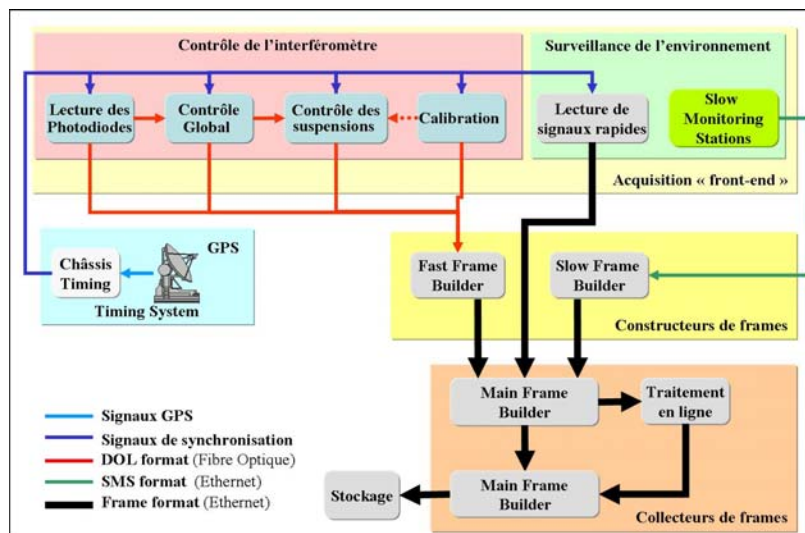 Contrôle de l'interféromètre
Surveillance de l'environnement
Lecture des
Photodiodes
Contrôle
Global
Contrôle des
suspensions
Calibration
Lecture de
signaux rapides
Slow
Monitoring
Stations
Acquisition « front-end »
GPS
Châssis
Timing
Timing System
Fast Frame
Builder
Slow Frame
Builder
Constructeurs de frames
Main Frame
Builder
Traitement
en ligne
Signaux GPS
Signaux de synchronisation
DOL format (Fibre Optique)
SMS format (Ethernet)
Frame format (Ethernet)
Stockage
Main Frame
Builder
Collecteurs de frames